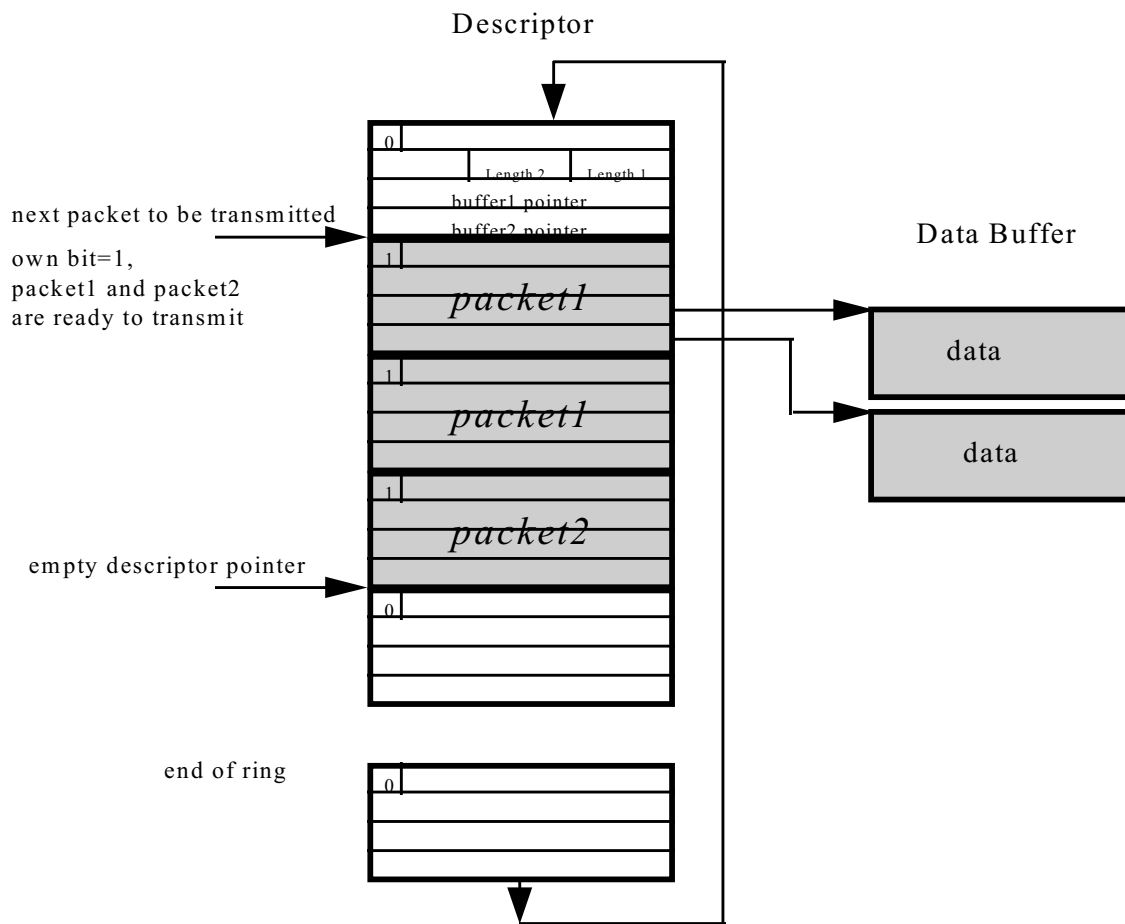 Descriptor
0
Length 2 Length 1
buffer1 pointer
buffer2 pointer
next packet to be transmitted
own bit=1,
packet1 and packet2
are ready to transmit
1
packet1
Data Buffer
data
1
packet1
data
1
packet2
empty descriptor pointer
0
end of ring
0